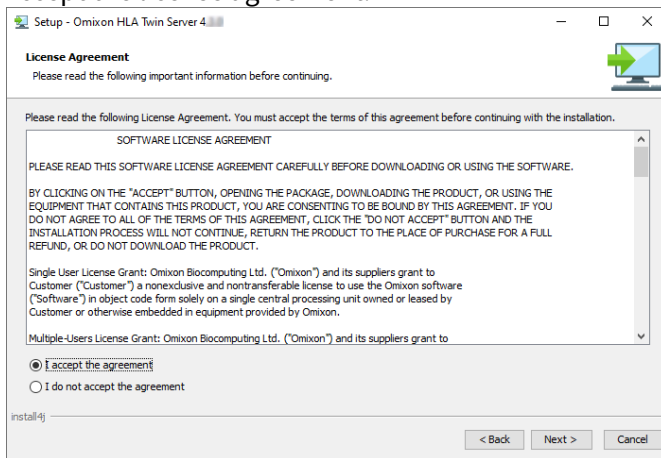 Setup - Omixon HLA Twin Server 4
License Agreement
Please read the following important information before continuing.
Please read the following License Agreement. You must accept the terms of this agreement before continuing with the installation.
SOFTWARE LICENSE AGREEMENT
PLEASE READ THIS SOFTWARE LICENSE AGREEMENT CAREFULLY BEFORE DOWNLOADING OR USING THE SOFTWARE.
BY CLICKING ON THE "ACCEPT" BUTTON, OPENING THE PACKAGE, DOWNLOADING THE PRODUCT, OR USING THE
EQUIPMENT THAT CONTAINS THIS PRODUCT, YOU ARE CONSENTING TO BE BOUND BY THIS AGREEMENT. IF YOU
DO NOT AGREE TO ALL OF THE TERMS OF THIS AGREEMENT, CLICK THE "DO NOT ACCEPT" BUTTON AND THE
INSTALLATION PROCESS WILL NOT CONTINUE, RETURN THE PRODUCT TO THE PLACE OF PURCHASE FOR A FULL
REFUND, OR DO NOT DOWNLOAD THE PRODUCT.
Single User License Grant: Omixon Biocomputing Ltd. ("Omixon") and its suppliers grant to
Customer ("Customer") a nonexclusive and nontransferable license to use the Omixon software
("Software") in object code form solely on a single central processing unit owned or leased by
Customer or otherwise embedded in equipment provided by Omixon.
Multiple-Users License Grant: Omixon Biocomputing Ltd. ("Omixon") and its suppliers grant to
I accept the agreement
I do not accept the agreement
install4j
< Back Next > Cancel